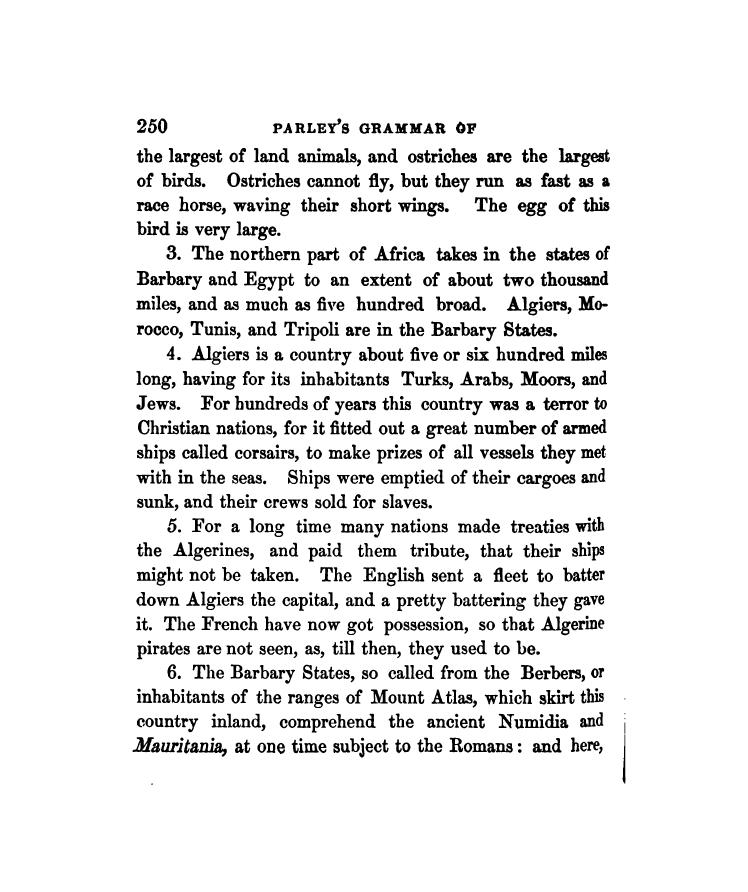 250 PARLEY'S GRAMMAR OF
the largest of land animals, and ostriches are the largest
of birds. Ostriches cannot fly, but they run as fast as a
race horse, waving their short wings. The egg of this
bird is very large.
3. The northern part of Africa takes in the states of
Barbary and Egypt to an extent of about two thousand
miles, and as much as five hundred broad. Algiers, Mo-
rocco, Tunis, and Tripoli are in the Barbary States.
4. Algiers is a country about five or six hundred miles
long, having for its inhabitants Turks, Arabs, Moors, and
Jews. For hundreds of years this country was a terror to
Christian nations, for it fitted out a great number of armed
ships called corsairs, to make prizes of all vessels they met
with in the seas. Ships were emptied of their cargoes and
sunk, and their crews sold for slaves.
5. For a long time many nations made treaties with
the Algerines, and paid them tribute, that their ships
might not be taken. The English sent a fleet to batter
down Algiers the capital, and a pretty battering they gave
it. The French have now got possession, so that Algerine
pirates are not seen, as, till then, they used to be.
6. The Barbary States, so called from the Berbers, or
inhabitants of the ranges of Mount Atlas, which skirt this
country inland, comprehend the ancient Numidia and
Mauritania, at one time subject to the Romans: and here,